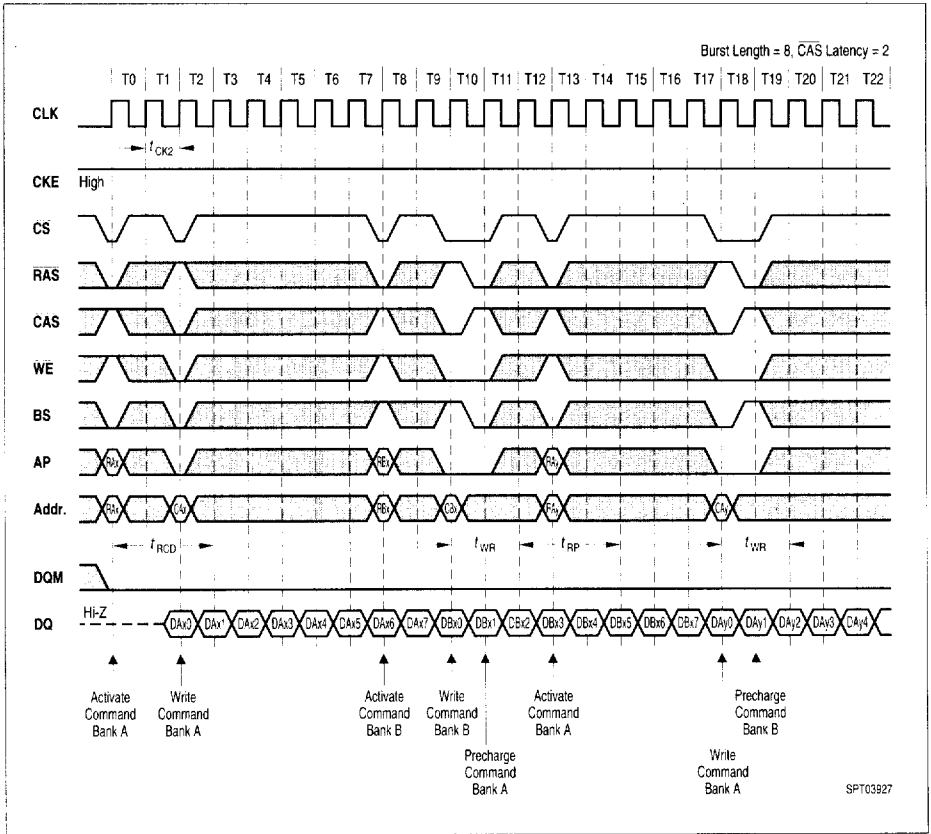 Burst Length = 8, CAS Latency = 2
T0 T1 T2 T3 T4 T5 T6 T7 T8 T9 T10 T11 T12 T13 T14 T15 T16 T17 T18 T19 T20 T21 T22
CLK
t CK2
CKE High
CS
RAS
CAS
WE
BS
AP RAx RBx RAy
Addr. RAx CAx RBx CBx RAy CAy
t RCD t WR t RP t WR
DQM
Hi-Z
DQ DAx0 DAx1 DAx2 DAx3 DAx4 DAx5 DAx6 DAx7 DBx0 DBx1 DBx2 DBx3 DBx4 DBx5 DBx6 DBx7 DAy0 DAy1 DAy2 DAy3 DAy4
Activate Command Bank A
Write Command Bank A
Activate Command Bank B
Write Command Bank B
Precharge Command Bank A
Activate Command Bank A
Write Command Bank A
Precharge Command Bank B
SPT03927